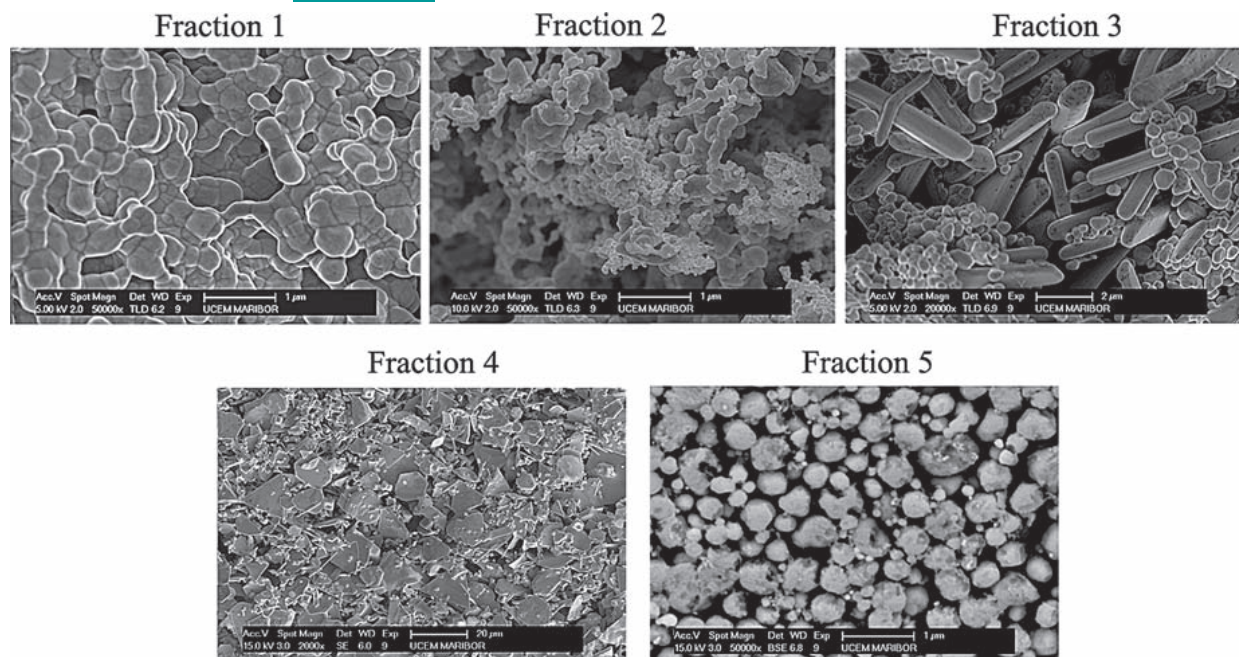 Fraction 1
Fraction 2
Fraction 3
Acc.V Spot Magn Det WD Exp 1 µm
5.00 kV 2.0 50000x TLD 6.2 9 UCEM MARIBOR
Acc.V Spot Magn Det WD Exp 1 µm
10.0 kV 2.0 50000x TLD 6.3 9 UCEM MARIBOR
Acc.V Spot Magn Det WD Exp 2 µm
5.00 kV 2.0 20000x TLD 6.9 9 UCEM MARIBOR
Fraction 4
Fraction 5
Acc.V Spot Magn Det WD Exp 20 µm
15.0 kV 3.0 2000x SE 6.0 9 UCEM MARIBOR
Acc.V Spot Magn Det WD Exp 1 µm
15.0 kV 3.0 50000x BSE 6.8 9 UCEM MARIBOR